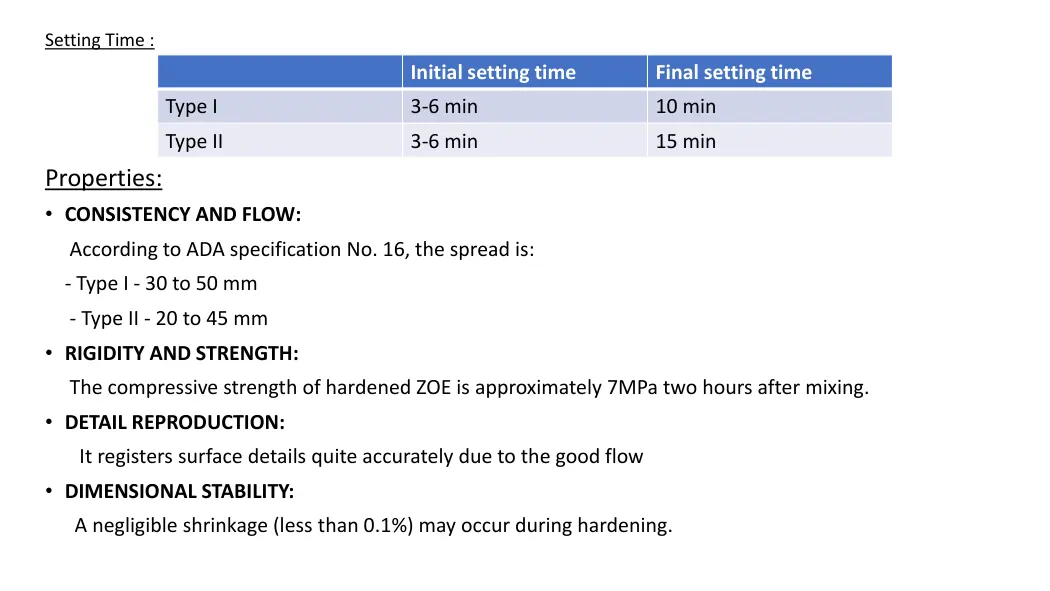 Setting Time :
Initial setting time Final setting time
Type I 3-6 min 10 min
Type II 3-6 min 15 min
Properties:
• CONSISTENCY AND FLOW:
According to ADA specification No. 16, the spread is:
- Type I - 30 to 50 mm
- Type II - 20 to 45 mm
• RIGIDITY AND STRENGTH:
The compressive strength of hardened ZOE is approximately 7MPa two hours after mixing.
• DETAIL REPRODUCTION:
It registers surface details quite accurately due to the good flow
• DIMENSIONAL STABILITY:
A negligible shrinkage (less than 0.1%) may occur during hardening.